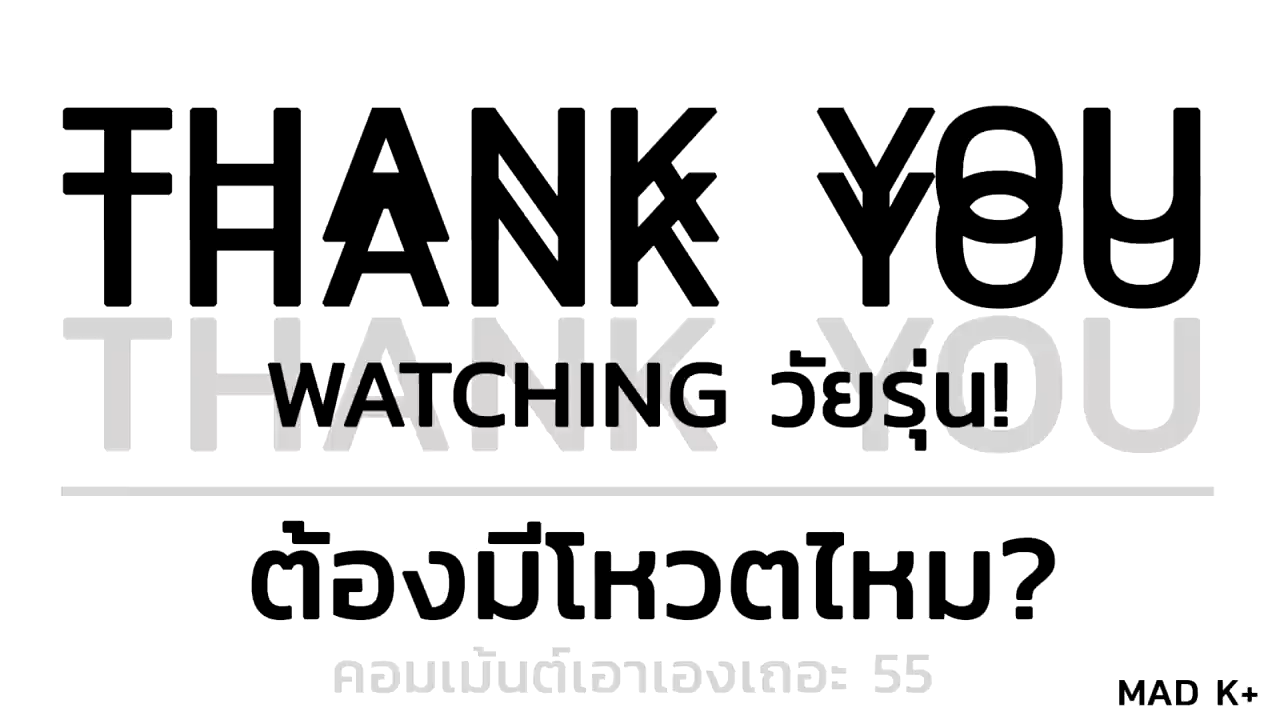 THANK YOU
THANK YOU
THANK YOU
WATCHING วัยรุ่น!
ต้องมีโหวตไหม?
คอมเม้นต์เอาเองเถอะ 55
MAD K+